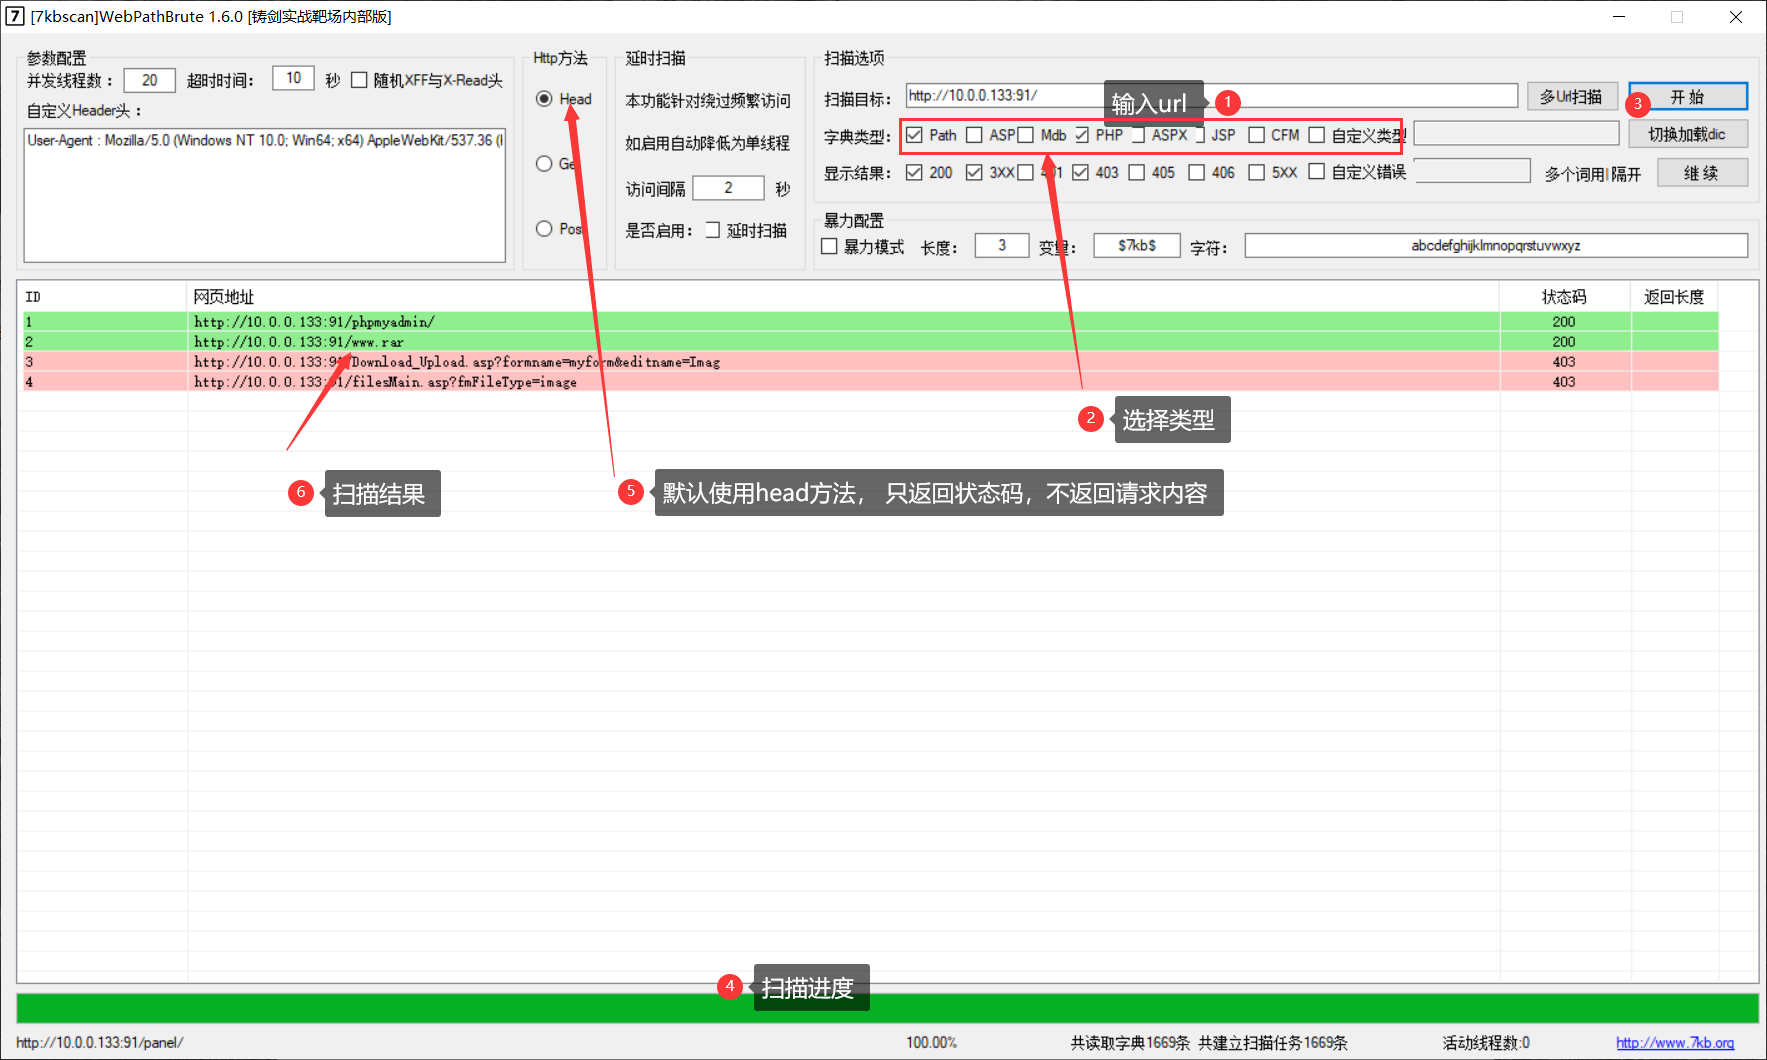 7 [7kbscan]WebPathBrute 1.6.0 [铸剑实战靶场内部版]
参数配置
并发线程数： 20 超时时间： 10 秒 随机XFF与X-Read头
自定义Header头：
User-Agent : Mozilla/5.0 (Windows NT 10.0; Win64; x64) AppleWebKit/537.36 (
Http方法
Head
Ge
Pos
延时扫描
本功能针对绕过频繁访问
如启用自动降低为单线程
访问间隔 2 秒
是否启用： 延时扫描
扫描选项
扫描目标： http://10.0.0.133:91/ 多Url扫描 开 始
输入url 1
3
字典类型： Path ASP Mdb PHP ASPX JSP CFM 自定义类型 切换加载dic
显示结果： 200 3XX 401 403 405 406 5XX 自定义错误 多个词用|隔开 继 续
暴力配置
暴力模式 长度： 3 变量： $7kb$ 字符： abcdefghijklmnopqrstuvwxyz
ID 网页地址 状态码 返回长度
1 http://10.0.0.133:91/phpmyadmin/ 200
2 http://10.0.0.133:91/www.rar 200
3 http://10.0.0.133:91/Download_Upload.asp?formname=myform&editname=Imag 403
4 http://10.0.0.133:91/filesMain.asp?fmFileType=image 403
2 选择类型
6 扫描结果
5 默认使用head方法， 只返回状态码，不返回请求内容
4 扫描进度
http://10.0.0.133:91/panel/ 100.00% 共读取字典1669条 共建立扫描任务1669条 活动线程数:0 http://www.7kb.org